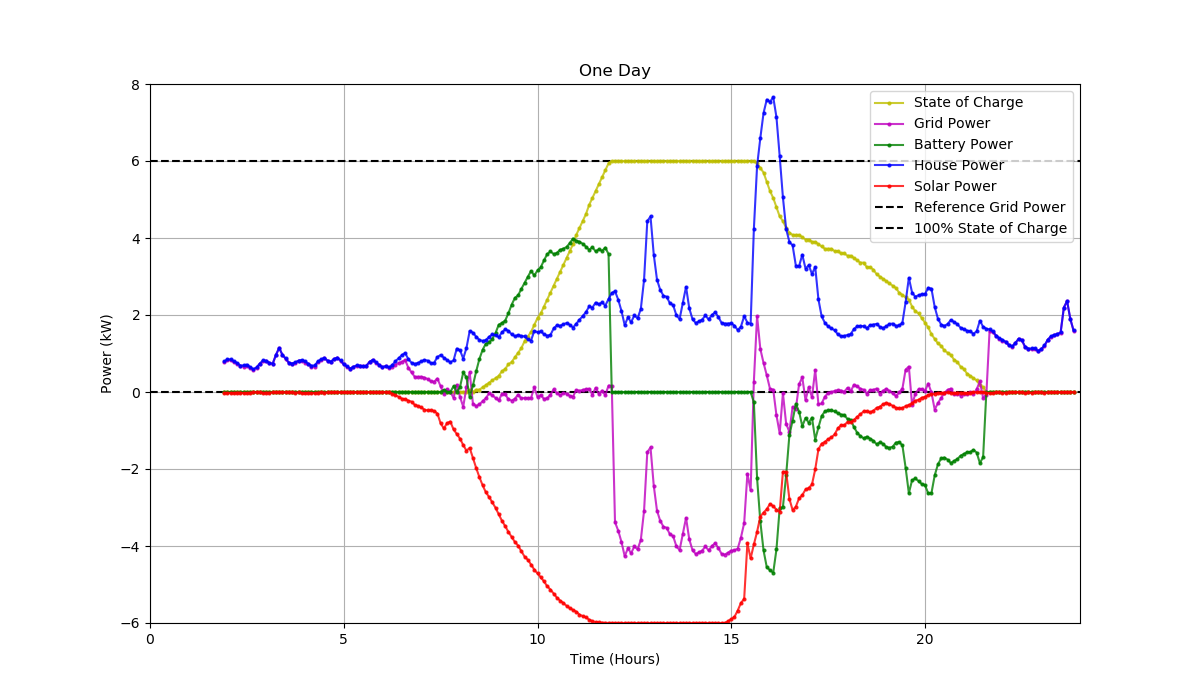 One Day
8
6
4
2
0
−2
−4
−6
Power (kW)
State of Charge
Grid Power
Battery Power
House Power
Solar Power
Reference Grid Power
100% State of Charge
0
5
10
15
20
Time (Hours)